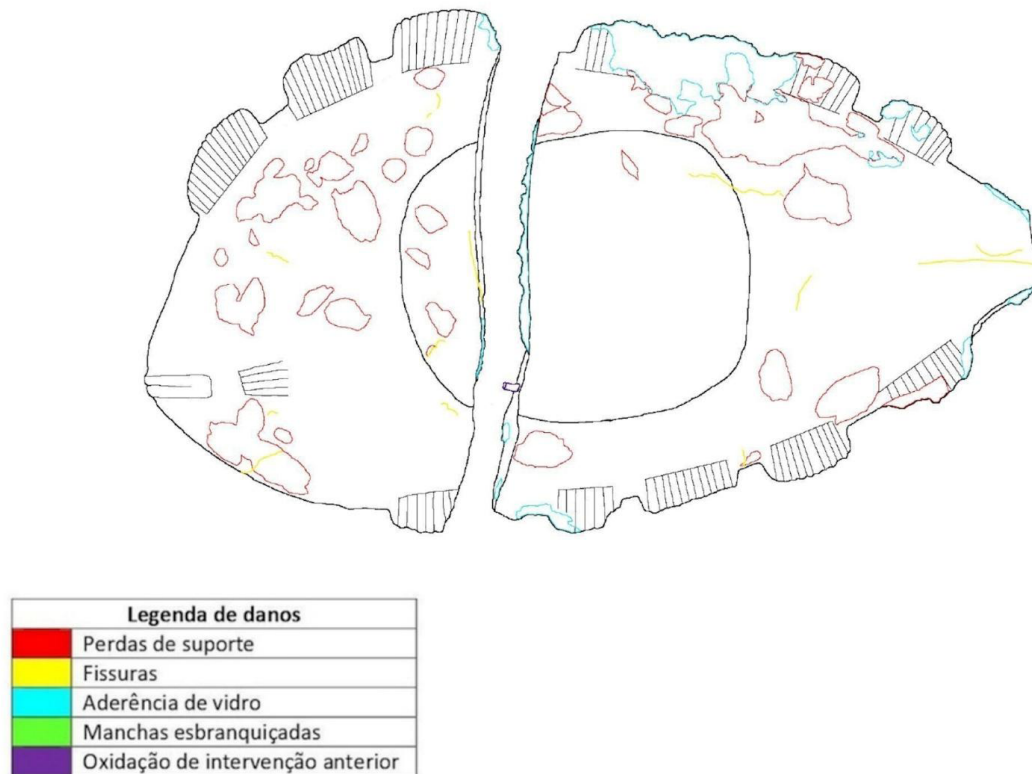 Legenda de danos
Perdas de suporte
Fissuras
Aderência de vidro
Manchas esbranquiçadas
Oxidação de intervenção anterior